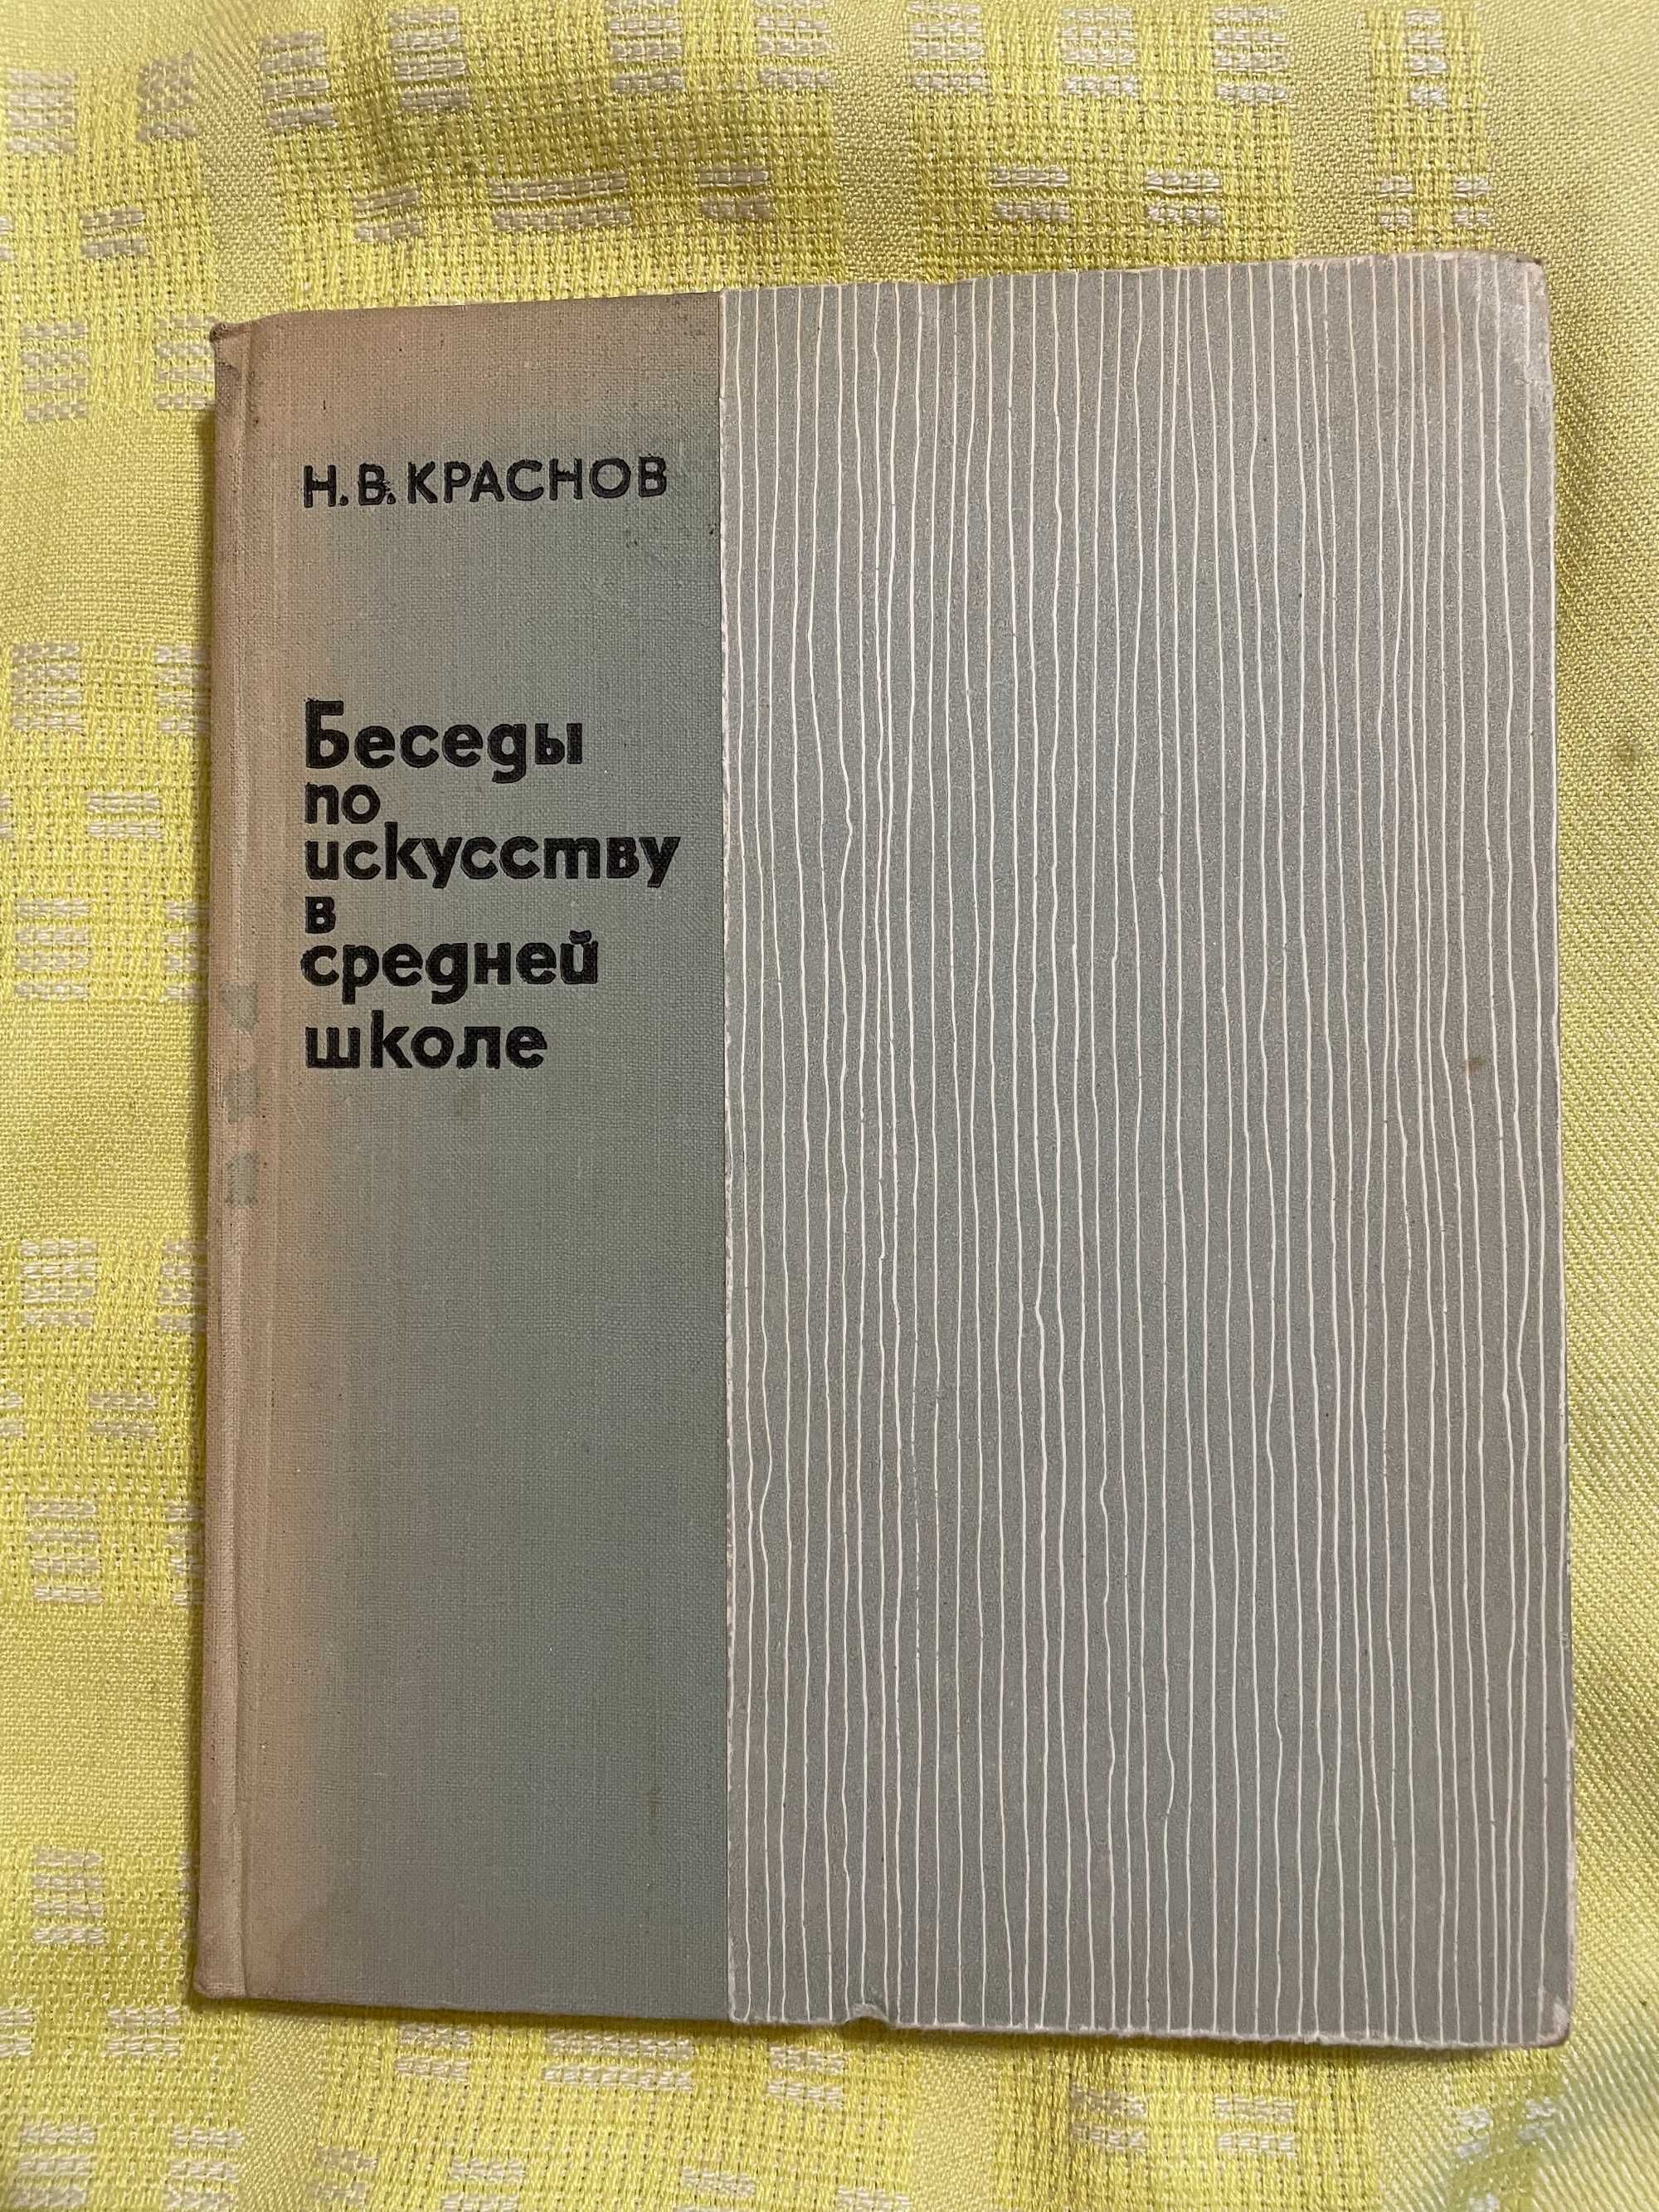 Н. В. КРАСНОВ
Беседы
по
искусству
в
средней
школе